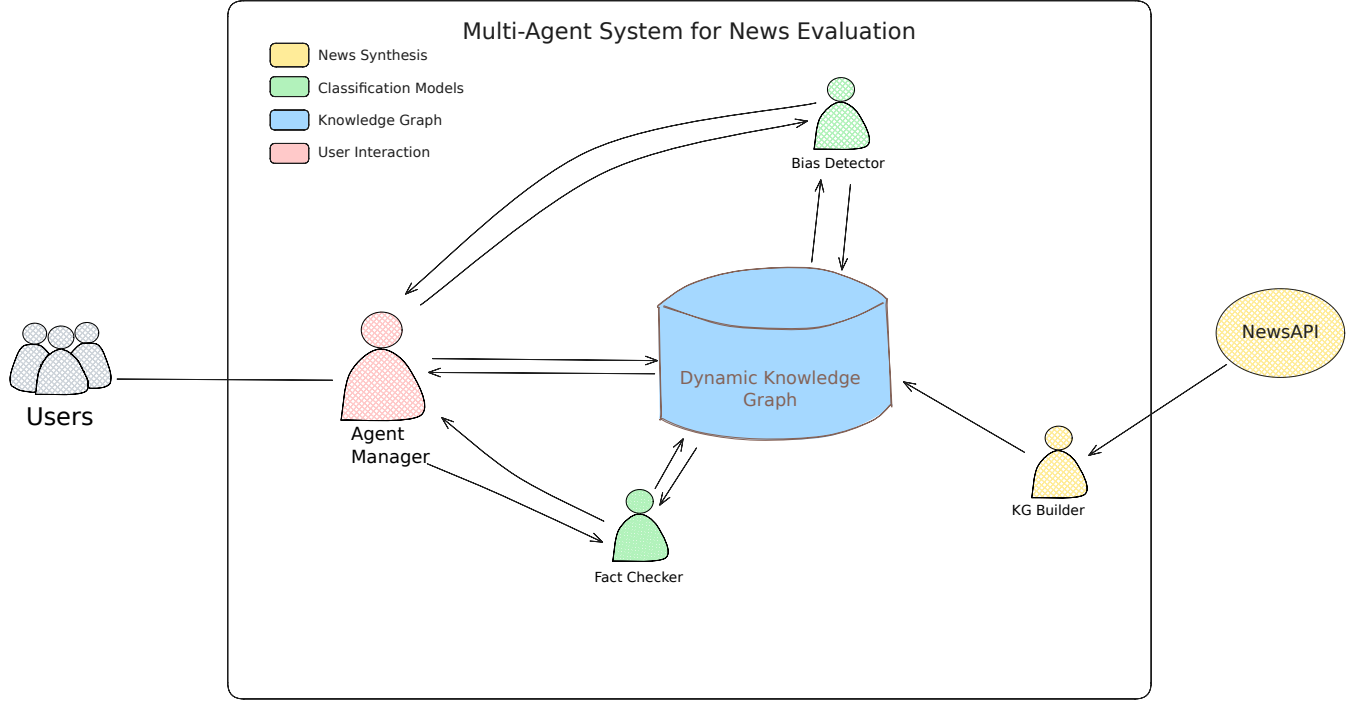 Multi-Agent System for News Evaluation
News Synthesis
Classification Models
Knowledge Graph
User Interaction
Bias Detector
NewsAPI
Dynamic Knowledge
Graph
Users
Agent
Manager
KG Builder
Fact Checker